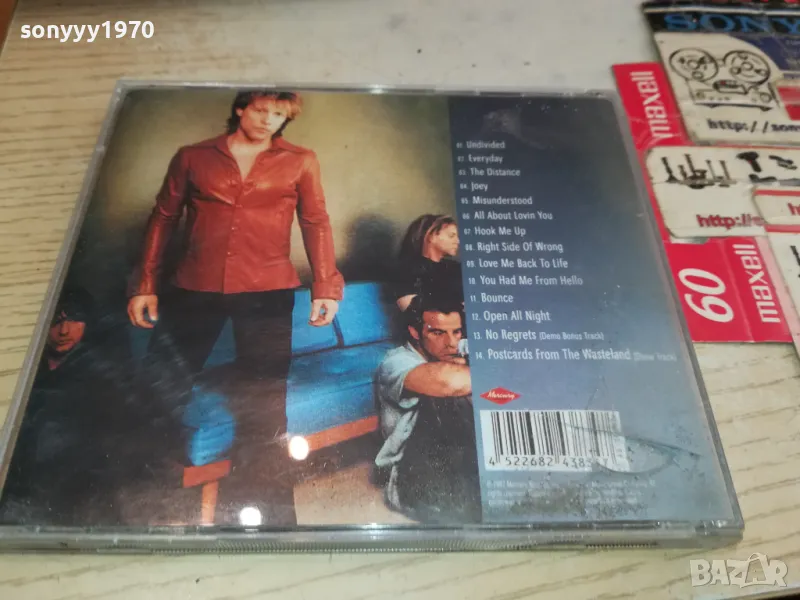 sonyyy1970
SONY
maxell
http://son
http://s
60
maxell
01 Undivided
02 Everyday
03 The Distance
04 Joey
05 Misunderstood
06 All About Lovin You
07 Hook Me Up
08 Right Side Of Wrong
09 Love Me Back To Life
10 You Had Me From Hello
11 Bounce
12 Open All Night
13 No Regrets (Demo Bonus Track)
14 Postcards From The Wasteland
Mercury
4 522682 438
BAZAR